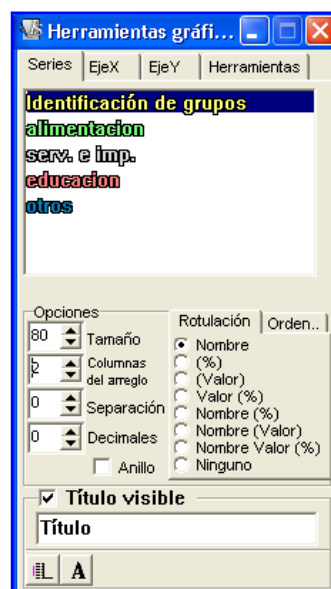 Herramientas gráfi...
Series EjeX EjeY Herramientas
Identificación de grupos
alimentacion
serv. e imp.
educacion
otros
Opciones
80 Tamaño
2 Columnas del arreglo
0 Separación
0 Decimales
Anillo
Rotulación Orden..
Nombre
(%)
(Valor)
Valor (%)
Nombre (%)
Nombre (Valor)
Nombre Valor (%)
Ninguno
Título visible
Título
A